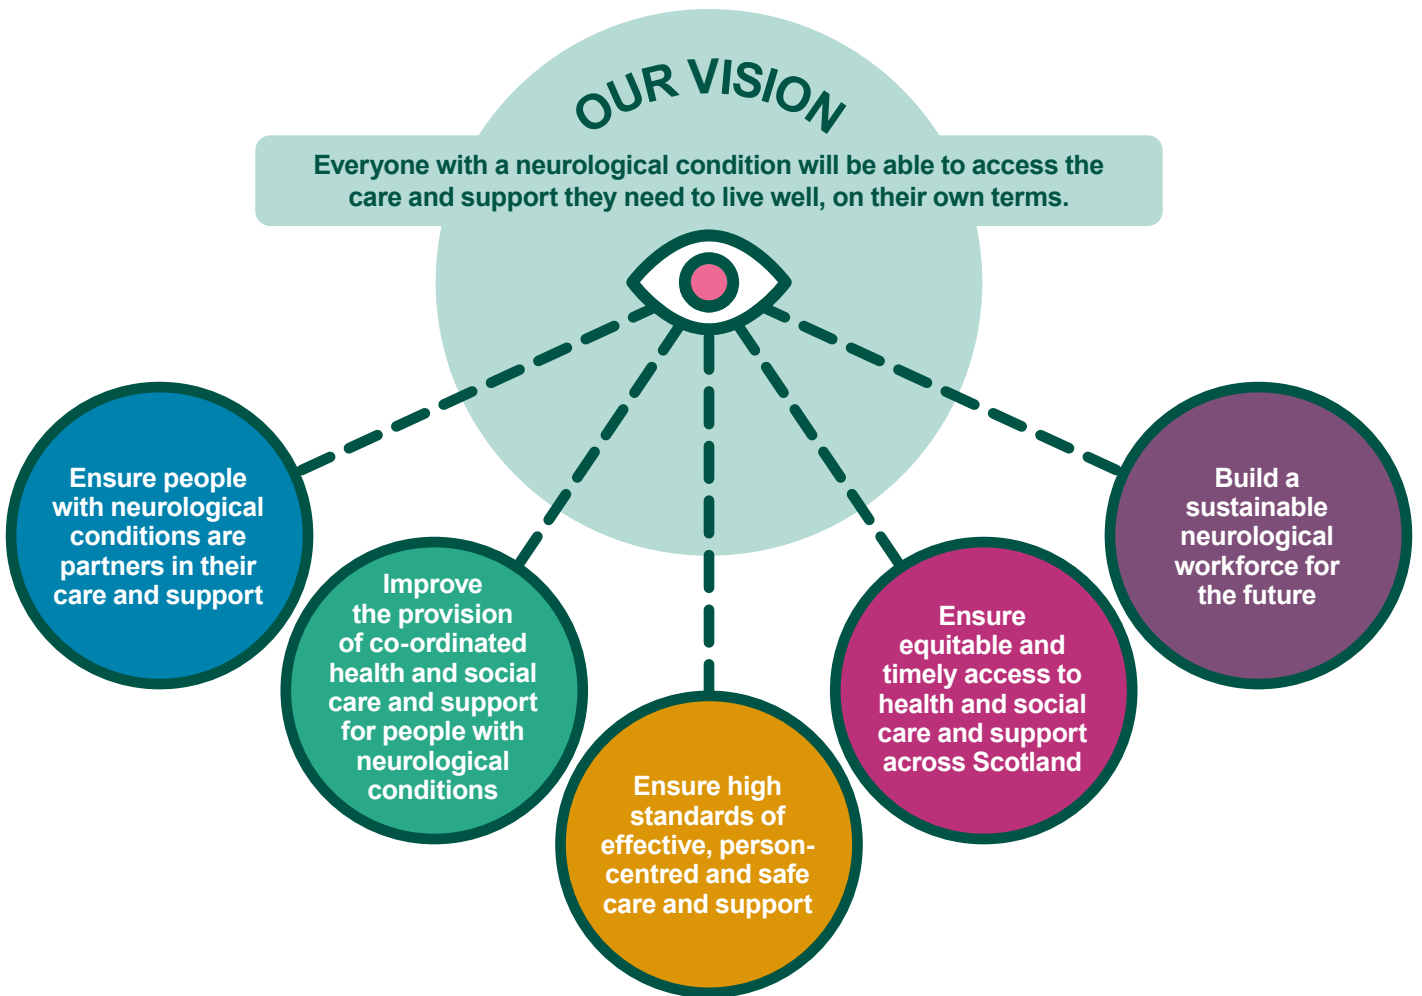 OUR VISION
Everyone with a neurological condition will be able to access the
care and support they need to live well, on their own terms.
Ensure people
with neurological
conditions are
partners in their
care and support
Improve
the provision
of co-ordinated
health and social
care and support
for people with
neurological
conditions
Ensure high
standards of
effective, person-
centred and safe
care and support
Ensure
equitable and
timely access to
health and social
care and support
across Scotland
Build a
sustainable
neurological
workforce for
the future